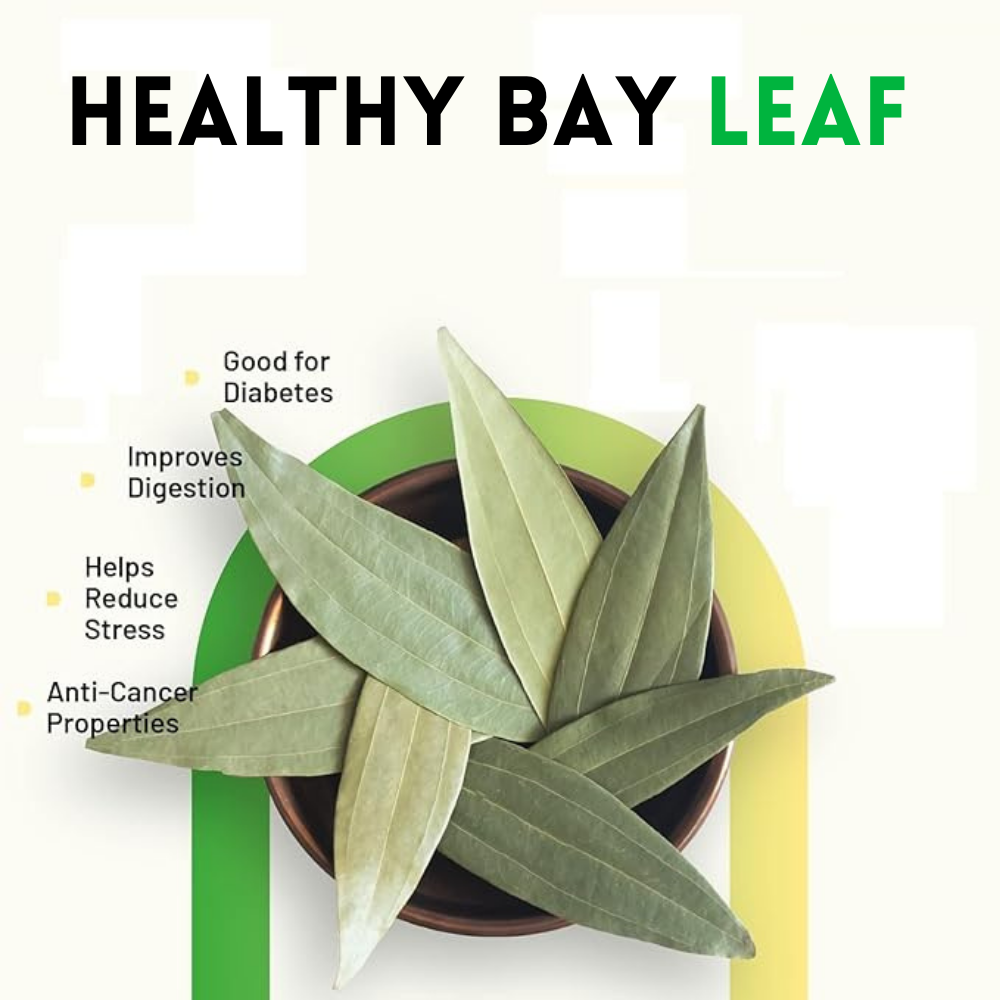 HEALTHY BAY LEAF
Good for
Diabetes
Improves
Digestion
Helps
Reduce
Stress
Anti-Cancer
Properties